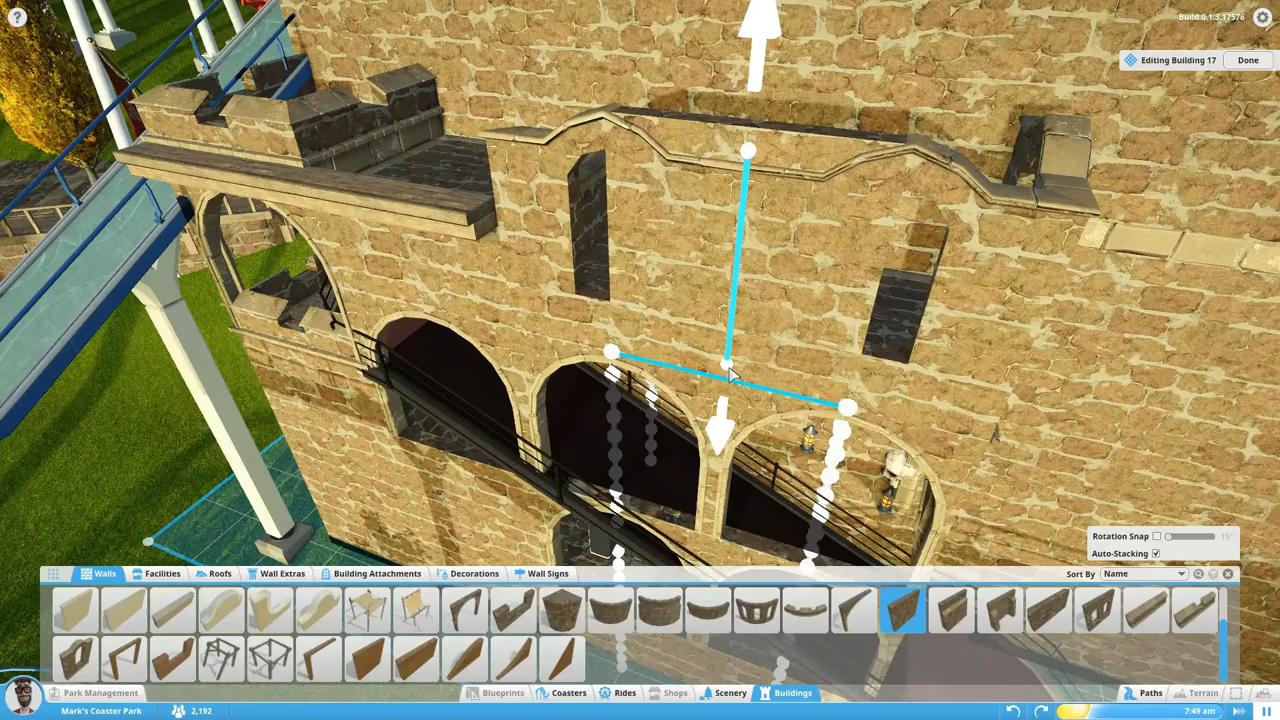 ?
Build 0.1.3.17576
Editing Building 17
Done
Rotation Snap
15°
Auto-Stacking
Walls
Facilities
Roofs
Wall Extras
Building Attachments
Decorations
Wall Signs
Sort By
Name
Park Management
Blueprints
Coasters
Rides
Shops
Scenery
Buildings
Paths
Terrain
Mark's Coaster Park
2,192
7:49 am